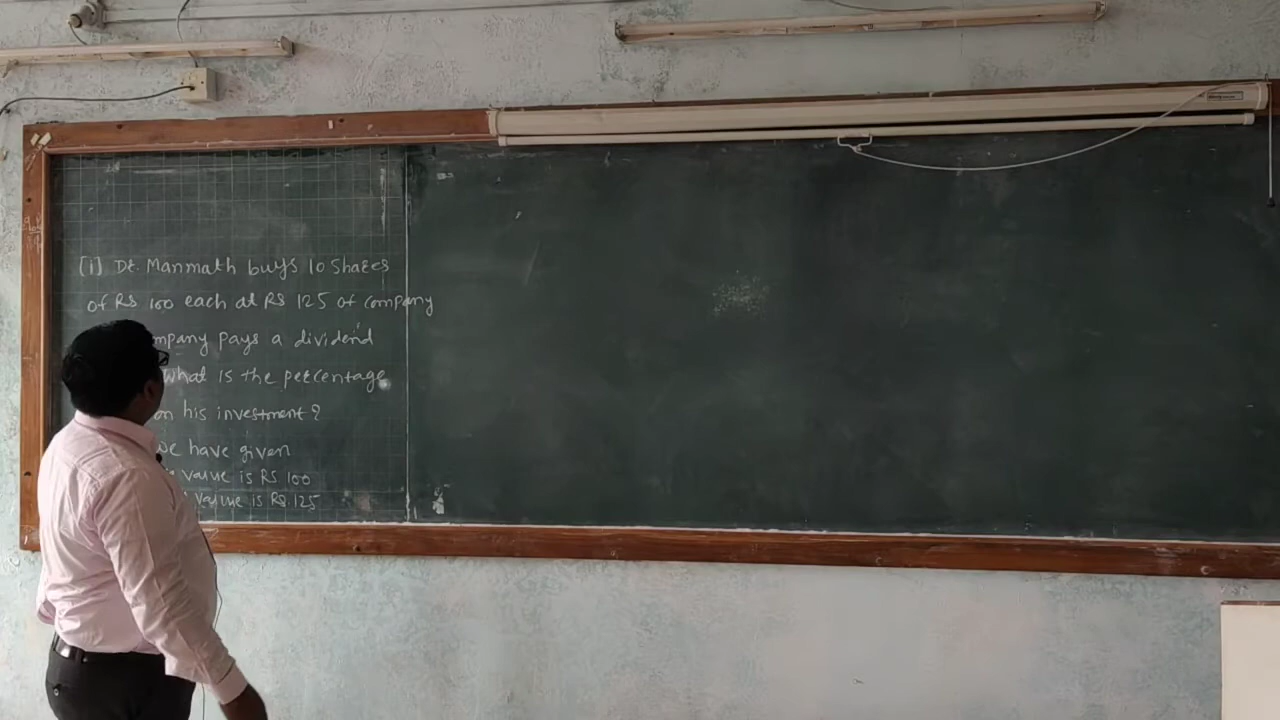 (i) Dr. Manmath buys 10 shares
of Rs 100 each at Rs 125 of company
mpany pays a dividend
what is the percentage
on his investment?
we have given
value is Rs 100
value is Rs. 125